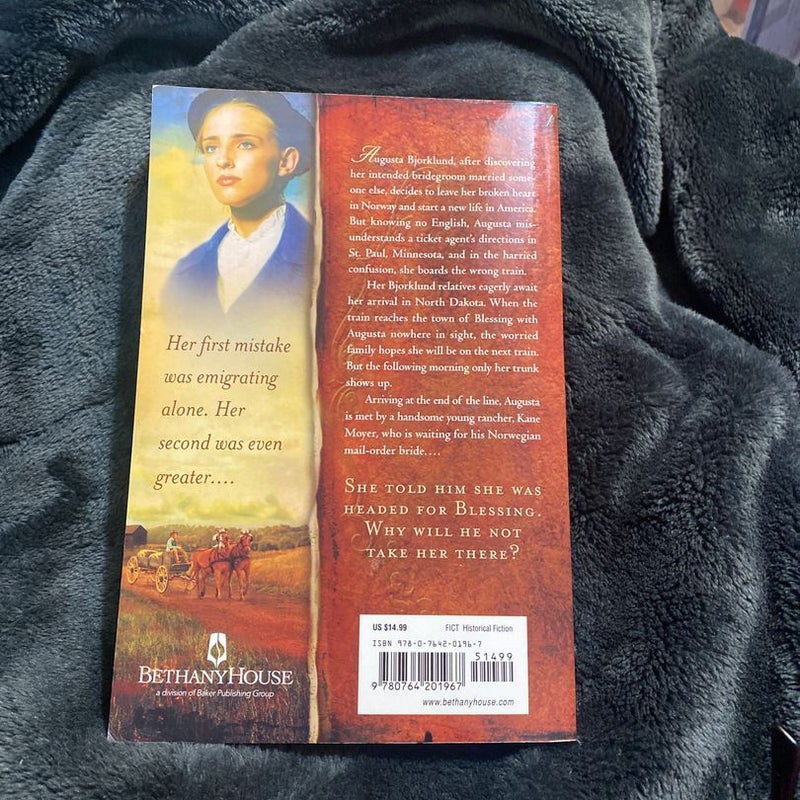 Her first mistake
was emigrating
alone. Her
second was even
greater....
BETHANYHOUSE
a division of Baker Publishing Group
Augusta Bjorklund, after discovering
her intended bridegroom married some-
one else, decides to leave her broken heart
in Norway and start a new life in America.
But knowing no English, Augusta mis-
understands a ticket agent's directions in
St. Paul, Minnesota, and in the harried
confusion, she boards the wrong train.
Her Bjorklund relatives eagerly await
her arrival in North Dakota. When the
train reaches the town of Blessing with
Augusta nowhere in sight, the worried
family hopes she will be on the next train.
But the following morning only her trunk
shows up.
Arriving at the end of the line, Augusta
is met by a handsome young rancher, Kane
Moyer, who is waiting for his Norwegian
mail-order bride....
SHE TOLD HIM SHE WAS
HEADED FOR BLESSING.
WHY WILL HE NOT
TAKE HER THERE?
US $14.99 FICT Historical Fiction
ISBN 978-0-7642-0196-7
51499
9 780764 201967
www.bethanyhouse.com